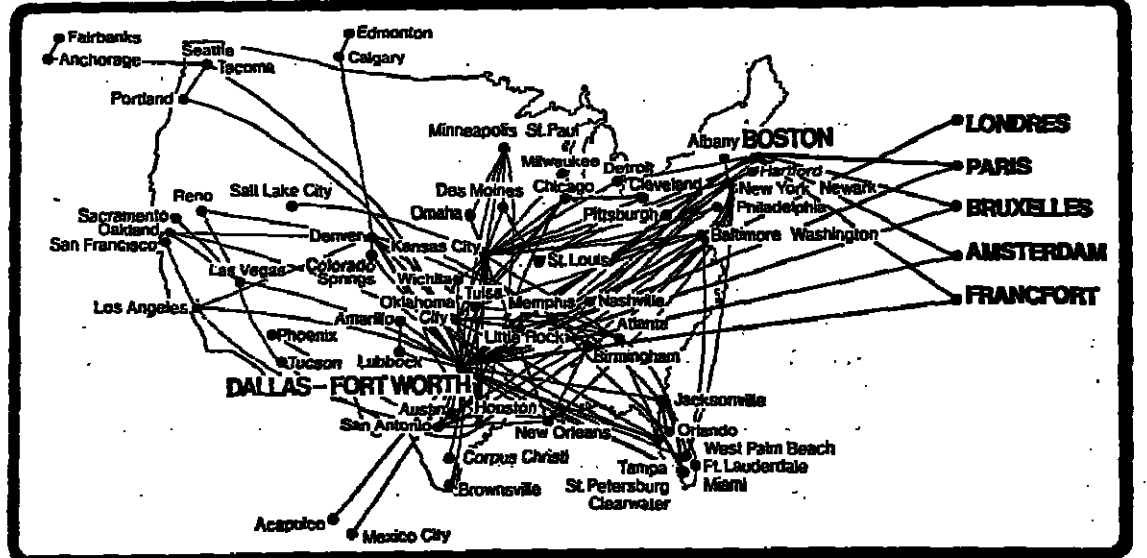 Fairbanks
Edmonton
Anchorage
Seattle
Tacoma
Calgary
Portland
Minneapolis St. Paul
Albany BOSTON
LONDRES
Milwaukee
Detroit
Hartford
PARIS
Reno
Salt Lake City
Des Moines
Chicago
Cleveland
New York Newark
Sacramento
Omaha
Pittsburgh
Philadelphia
BRUXELLES
Oakland
San Francisco
Denver
Kansas City
Baltimore Washington
Las Vegas
Colorado
Springs
Wichita
St. Louis
AMSTERDAM
Los Angeles
Oklahoma
City
Tulsa
Memphis
Nashville
FRANCFORT
Amarillo
Phoenix
Little Rock
Atlanta
Tucson
Lubbock
Birmingham
DALLAS-FORT WORTH
Austin
Houston
Jacksonville
San Antonio
New Orleans
Orlando
Corpus Christi
West Palm Beach
Tampa
Ft. Lauderdale
Brownsville
St. Petersburg
Miami
Clearwater
Acapulco
Mexico City